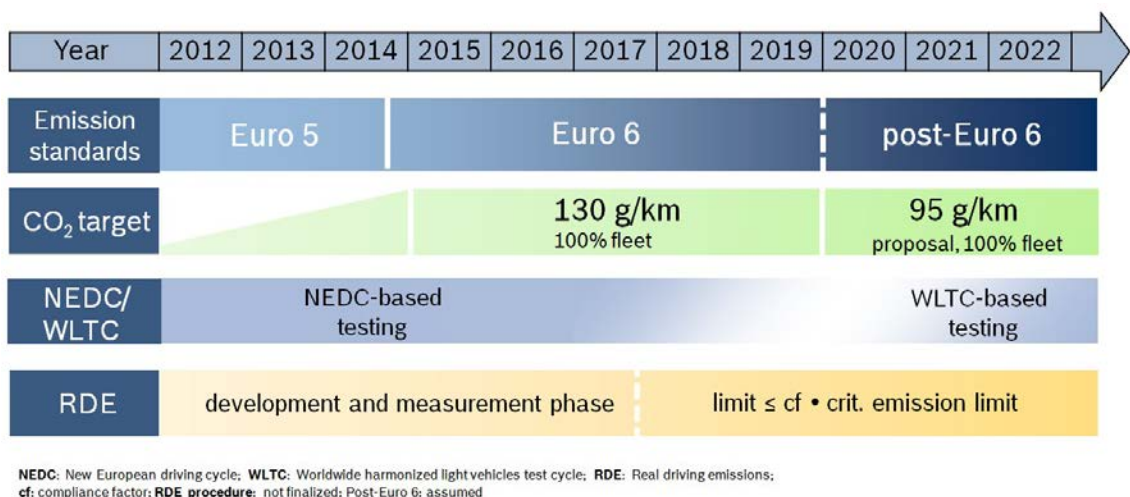 Year 2012 2013 2014 2015 2016 2017 2018 2019 2020 2021 2022
Emission
standards
Euro 5 Euro 6 post-Euro 6
CO₂ target
130 g/km
100% fleet
95 g/km
proposal, 100% fleet
NEDC/
WLTC
NEDC-based
testing
WLTC-based
testing
RDE
development and measurement phase
limit ≤ cf • crit. emission limit
NEDC: New European driving cycle; WLTC: Worldwide harmonized light vehicles test cycle; RDE: Real driving emissions;
cf: compliance factor; RDE procedure: not finalized; Post-Euro 6: assumed